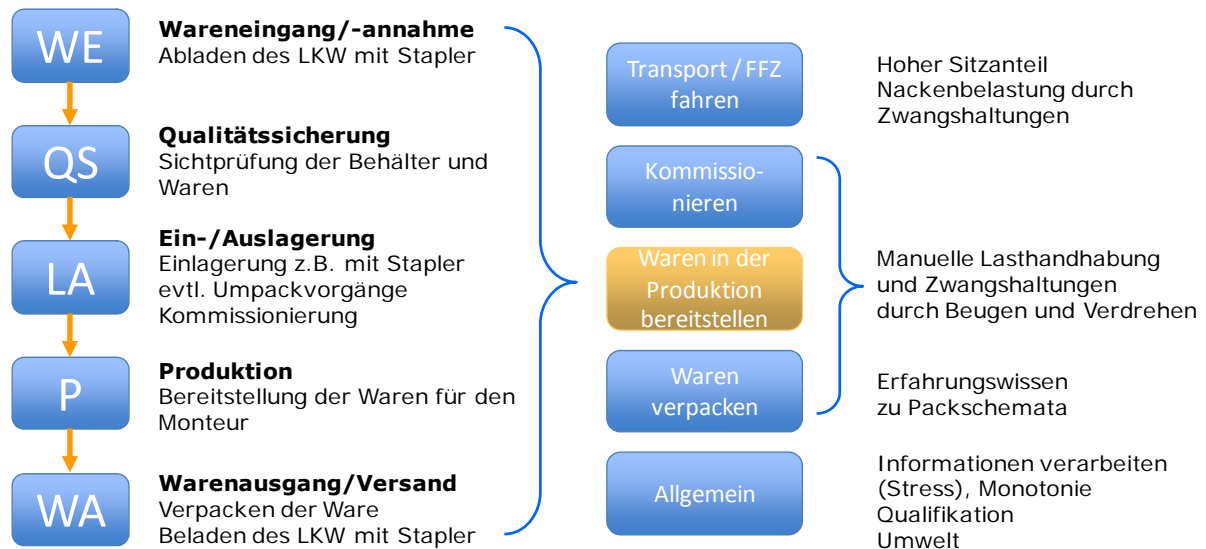 WE
Wareneingang/-annahme
Abladen des LKW mit Stapler
QS
Qualitätssicherung
Sichtprüfung der Behälter und
Waren
LA
Ein-/Auslagerung
Einlagerung z.B. mit Stapler
evtl. Umpackvorgänge
Kommissionierung
P
Produktion
Bereitstellung der Waren für den
Monteur
WA
Warenausgang/Versand
Verpacken der Ware
Beladen des LKW mit Stapler
Transport / FFZ
fahren
Hoher Sitzanteil
Nackenbelastung durch
Zwangshaltungen
Kommissio-
nieren
Waren in der
Produktion
bereitstellen
Manuelle Lasthandhabung
und Zwangshaltungen
durch Beugen und Verdrehen
Waren
verpacken
Erfahrungswissen
zu Packschemata
Allgemein
Informationen verarbeiten
(Stress), Monotonie
Qualifikation
Umwelt